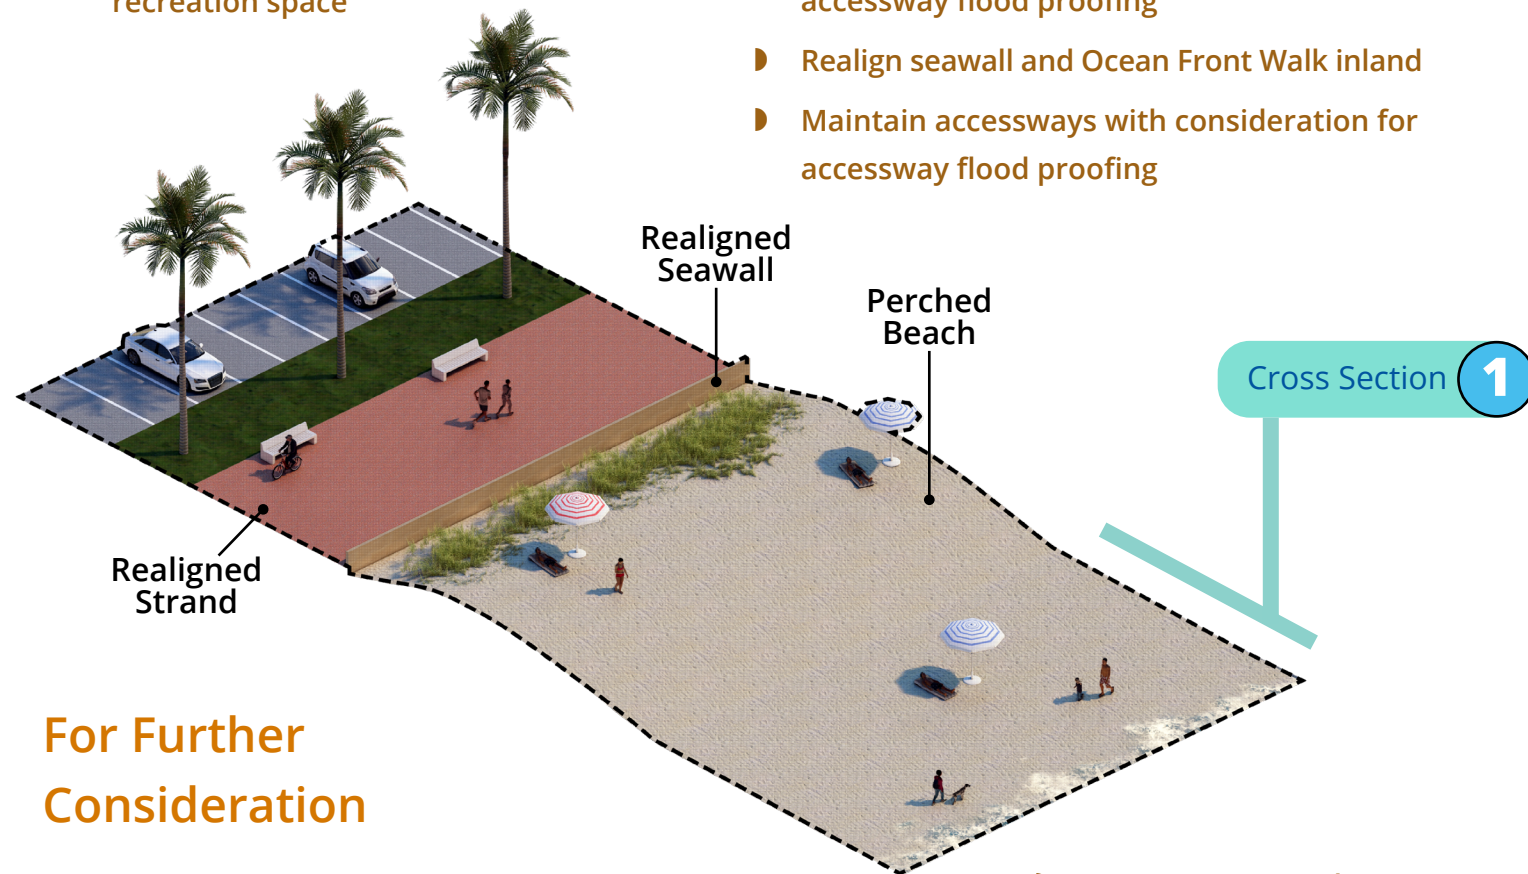 recreation space
accessway flood proofing
Realign seawall and Ocean Front Walk inland
Maintain accessways with consideration for
accessway flood proofing
Realigned
Seawall
Perched
Beach
Cross Section 1
Realigned
Strand
For Further
Consideration